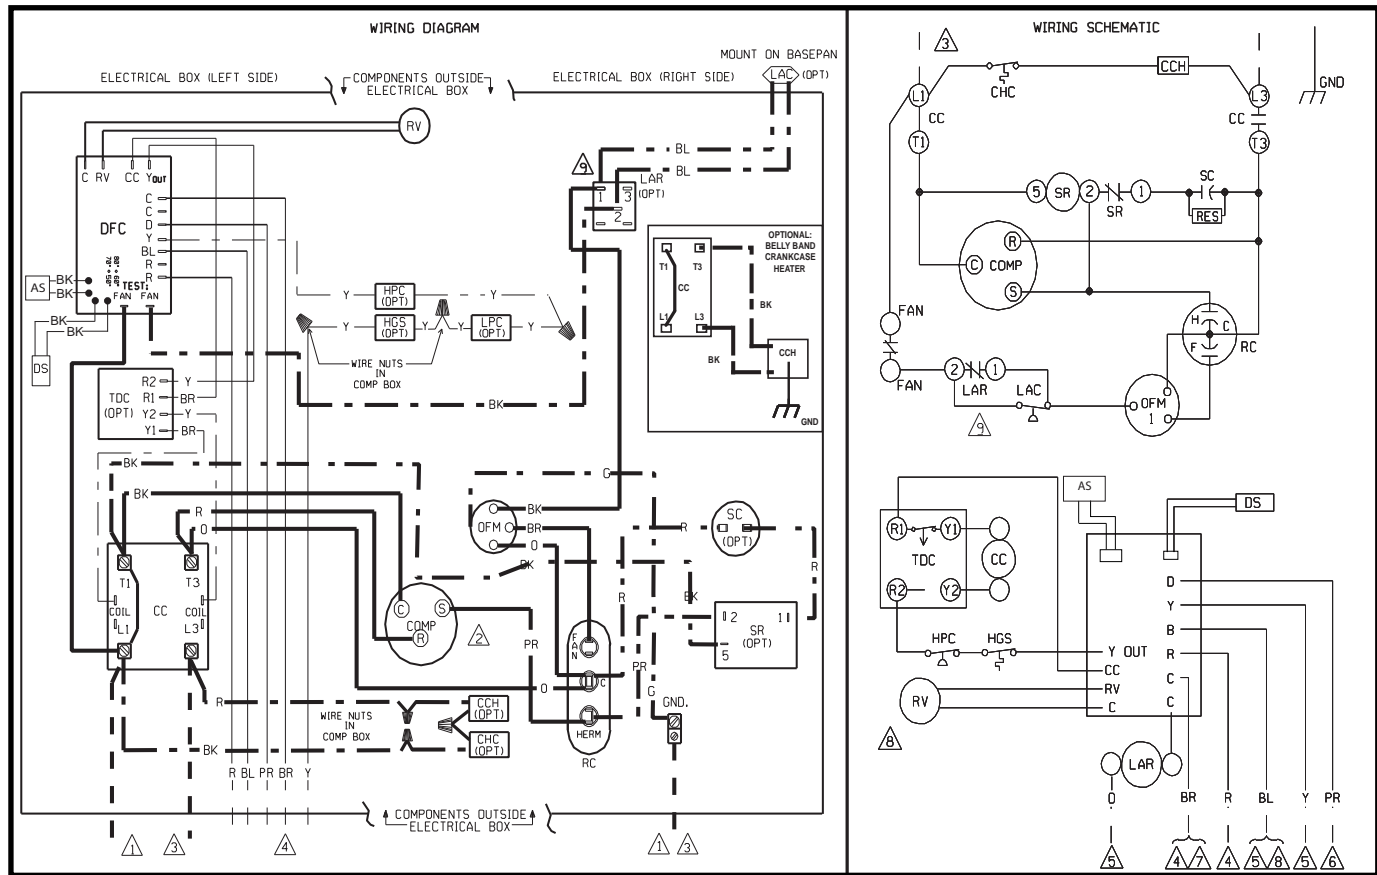 WIRING DIAGRAM
MOUNT ON BASEPAN
ELECTRICAL BOX (LEFT SIDE)
COMPONENTS OUTSIDE
ELECTRICAL BOX
ELECTRICAL BOX (RIGHT SIDE)
LAC (OPT)
RV
C RV CC YOUT
BL
BL
9
LAR
(OPT)
1 3
2
C
C
D
Y
BL
R
R
DFC
TEST:
FAN FAN
AS
BK
BK
BK
BK
DS
OPTIONAL:
BELLY BAND
CRANKCASE
HEATER
T1 T3
CC
L1 L3
BK
BK
CCH
GND
Y HPC
(OPT) Y
Y HGS
(OPT) Y Y LPC
(OPT) Y
WIRE NUTS
IN
COMP BOX
TDC
(OPT)
R2 Y
R1 BR
Y2 Y
Y1 BR
BK
BK
BK
R
O
G
OFM
BK
BR
O
BK
R
SC
(OPT)
R
R
BK
T1 T3
COIL CC COIL
L1 L3
C S
COMP
R
2
PR
O
FAN
C
HERM
RC
PR
G
2 1
SR
(OPT)
5
GND.
R
WIRE NUTS
IN
COMP BOX
CCH
(OPT)
CHC
(OPT)
BK
R BL PR BR Y
COMPONENTS OUTSIDE
ELECTRICAL BOX
1 3 4 1 3
WIRING SCHEMATIC
3
CHC
CCH
GND
L1
CC
T1
L3
CC
T3
5 SR 2 SR 1
SC
RES
R
C COMP
S
FAN
FAN
H C
F
RC
2 1
LAR
LAC
9
OFM
1
R1 Y1
TDC
R2 Y2
CC
AS
DS
HPC HGS
Y OUT
CC
RV
C
D
Y
B
R
C
C
RV
8
LAR
O BR R BL Y PR
5 4 7 4 5 8 5 6